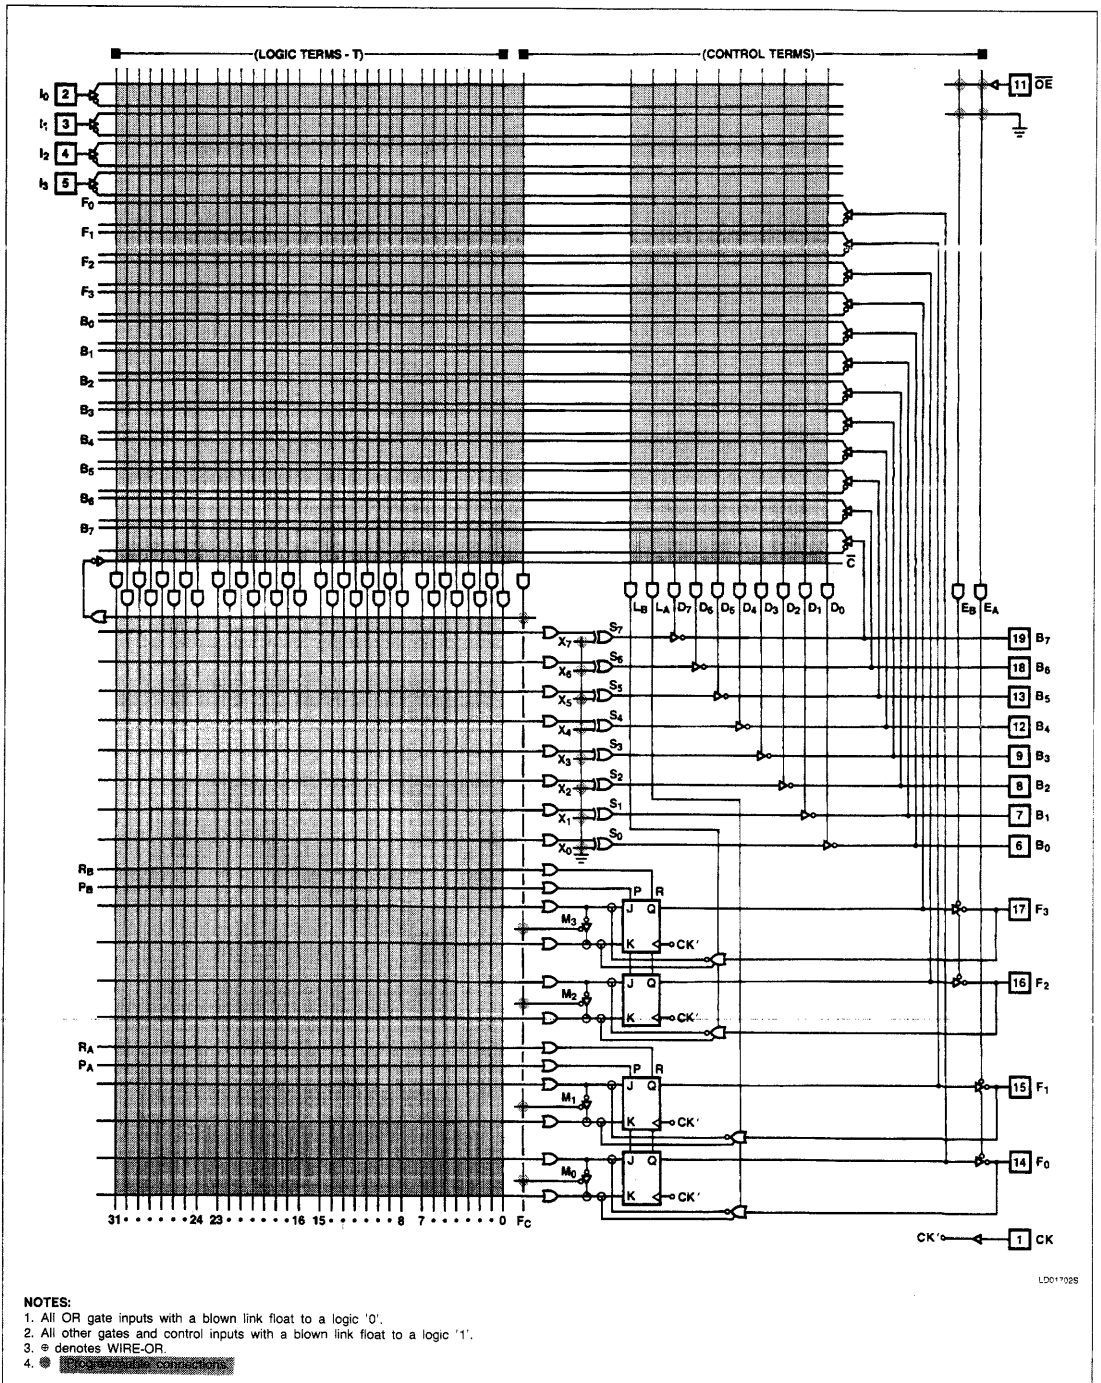 (LOGIC TERMS - T) (CONTROL TERMS)
11 OE
I0 2
I1 3
I2 4
I3 5
F0
F1
F2
F3
B0
B1
B2
B3
B4
B5
B6
B7
C
LB LA D7 D6 D5 D4 D3 D2 D1 D0 EB EA
X7 S7 19 B7
X6 S6 18 B6
X5 S5 13 B5
X4 S4 12 B4
X3 S3 9 B3
X2 S2 8 B2
X1 S1 7 B1
X0 S0 6 B0
RB
PB P R
J Q 17 F3
M3
K CK'
J Q 16 F2
M2
K CK'
RA
PA P R
J Q 15 F1
M1
K CK'
J Q 14 F0
M0
K CK'
31 • • • • • • 24 23 • • • • • • 16 15 • • • • • • 8 7 • • • • • • 0 FC
CK' 1 CK
LD01702S
NOTES:
1. All OR gate inputs with a blown link float to a logic '0'.
2. All other gates and control inputs with a blown link float to a logic '1'.
3. ⊕ denotes WIRE-OR.
4. Programmable connections.